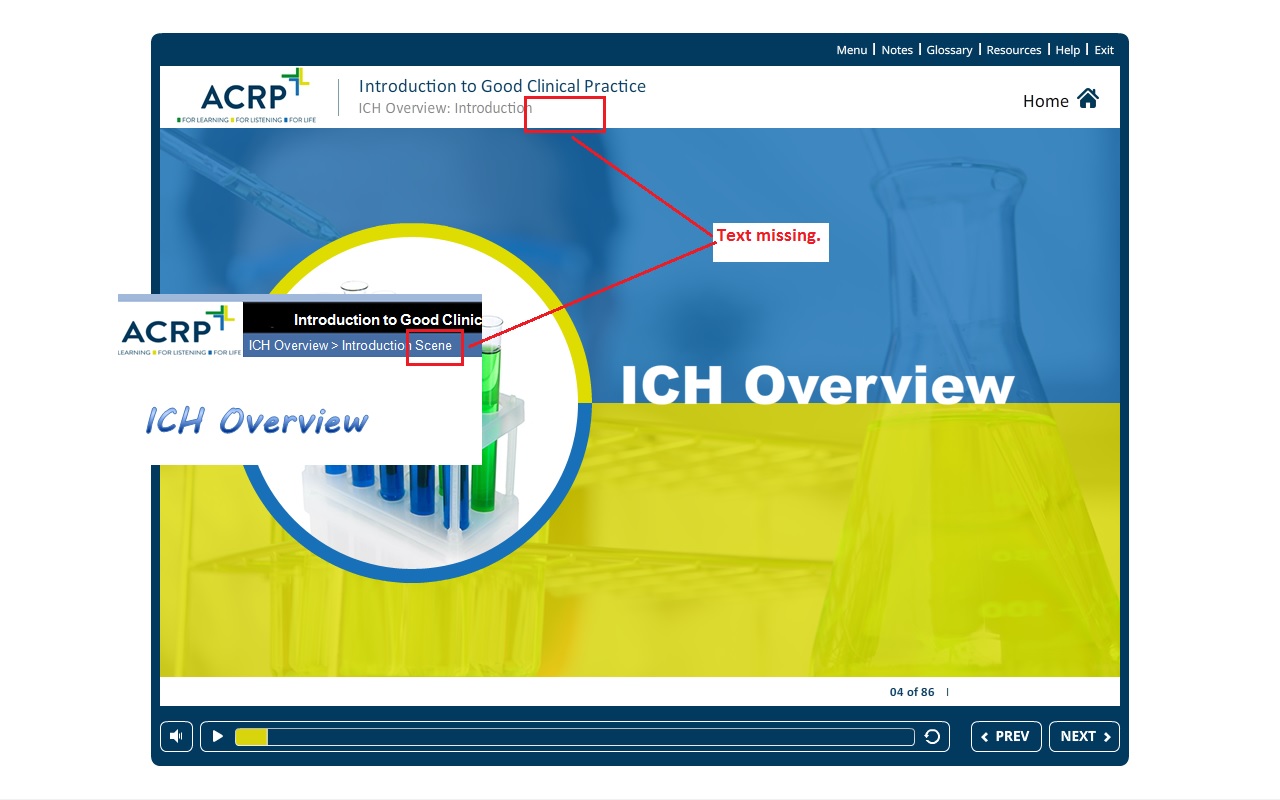 Menu | Notes | Glossary | Resources | Help | Exit
ACRP
FOR LEARNING FOR LISTENING FOR LIFE
Introduction to Good Clinical Practice
ICH Overview: Introduction
Home
Text missing.
ACRP
LEARNING FOR LISTENING FOR LIFE
Introduction to Good Clinic
ICH Overview > Introduction Scene
ICH Overview
ICH Overview
04 of 86 |
PREV
NEXT